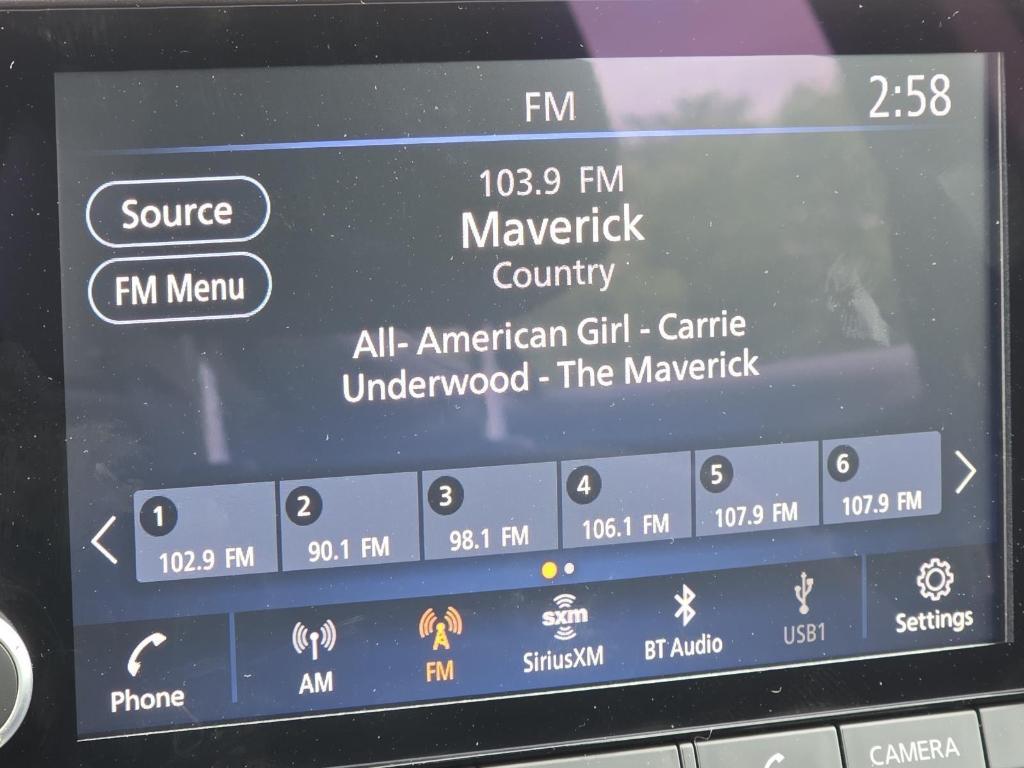 FM
2:58
103.9 FM
Source
Maverick
Country
FM Menu
All- American Girl - Carrie
Underwood - The Maverick
1
2
3
4
5
6
102.9 FM
90.1 FM
98.1 FM
106.1 FM
107.9 FM
107.9 FM
Phone
AM
FM
sxm
SiriusXM
BT Audio
USB1
Settings
CAMERA